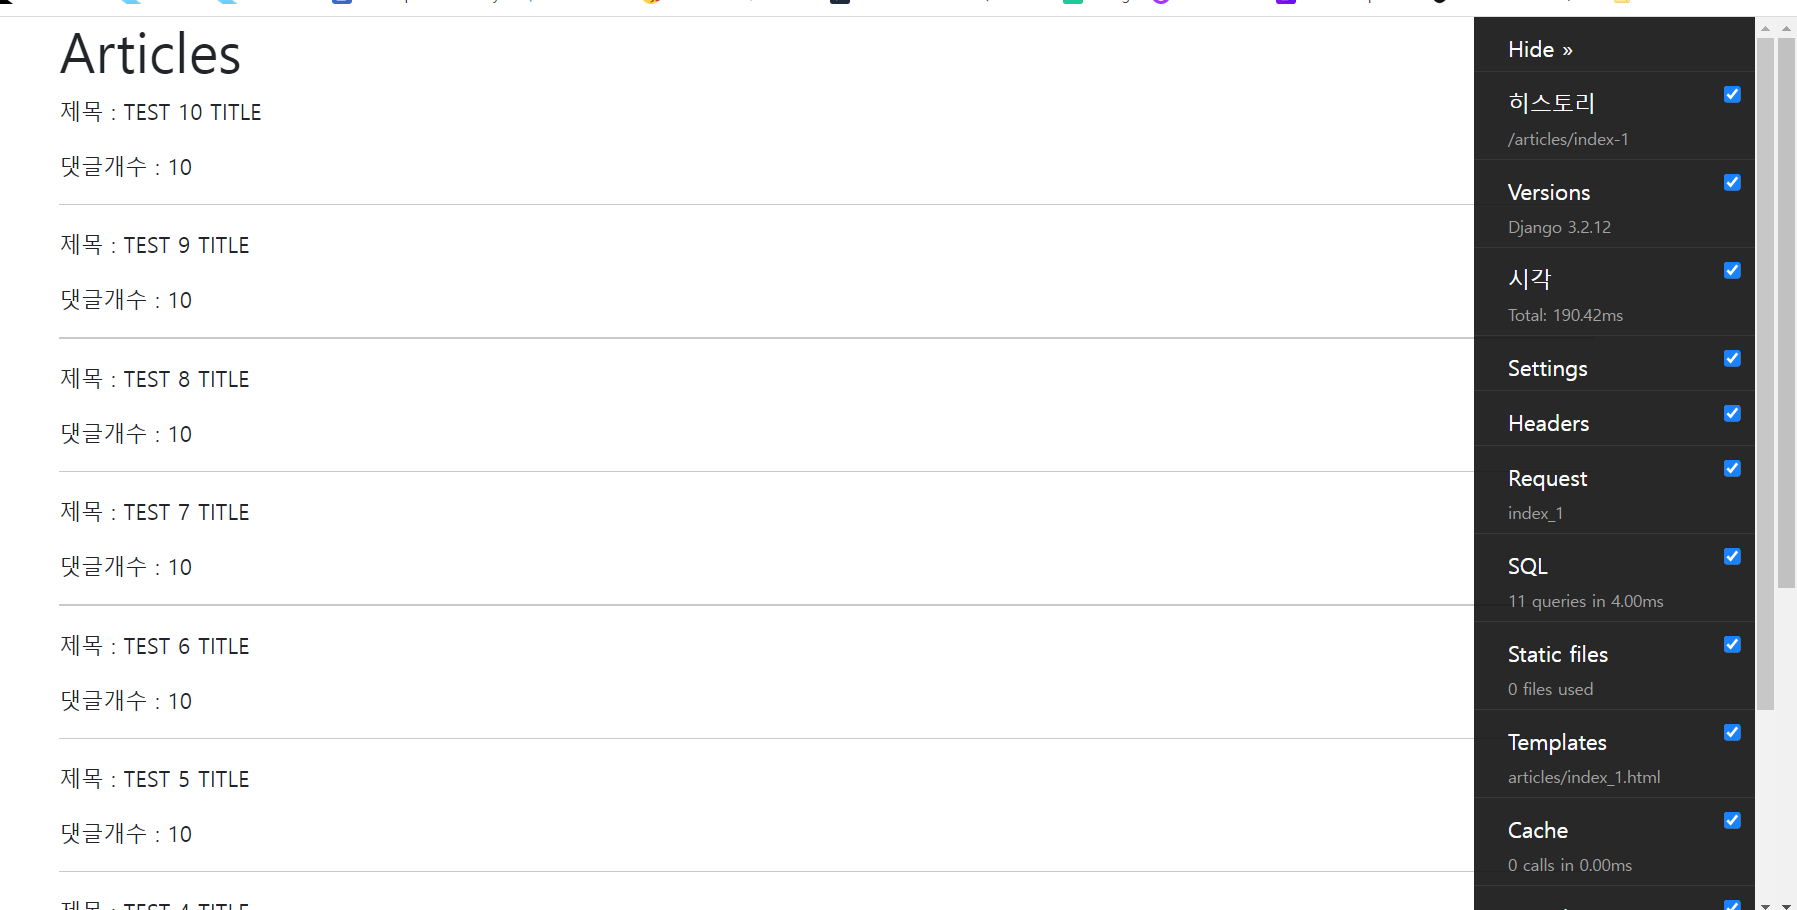 Articles
제목 : TEST 10 TITLE
댓글개수 : 10
제목 : TEST 9 TITLE
댓글개수 : 10
제목 : TEST 8 TITLE
댓글개수 : 10
제목 : TEST 7 TITLE
댓글개수 : 10
제목 : TEST 6 TITLE
댓글개수 : 10
제목 : TEST 5 TITLE
댓글개수 : 10
제목 : TEST 4 TITLE
Hide »
히스토리
/articles/index-1
Versions
Django 3.2.12
시각
Total: 190.42ms
Settings
Headers
Request
index_1
SQL
11 queries in 4.00ms
Static files
0 files used
Templates
articles/index_1.html
Cache
0 calls in 0.00ms